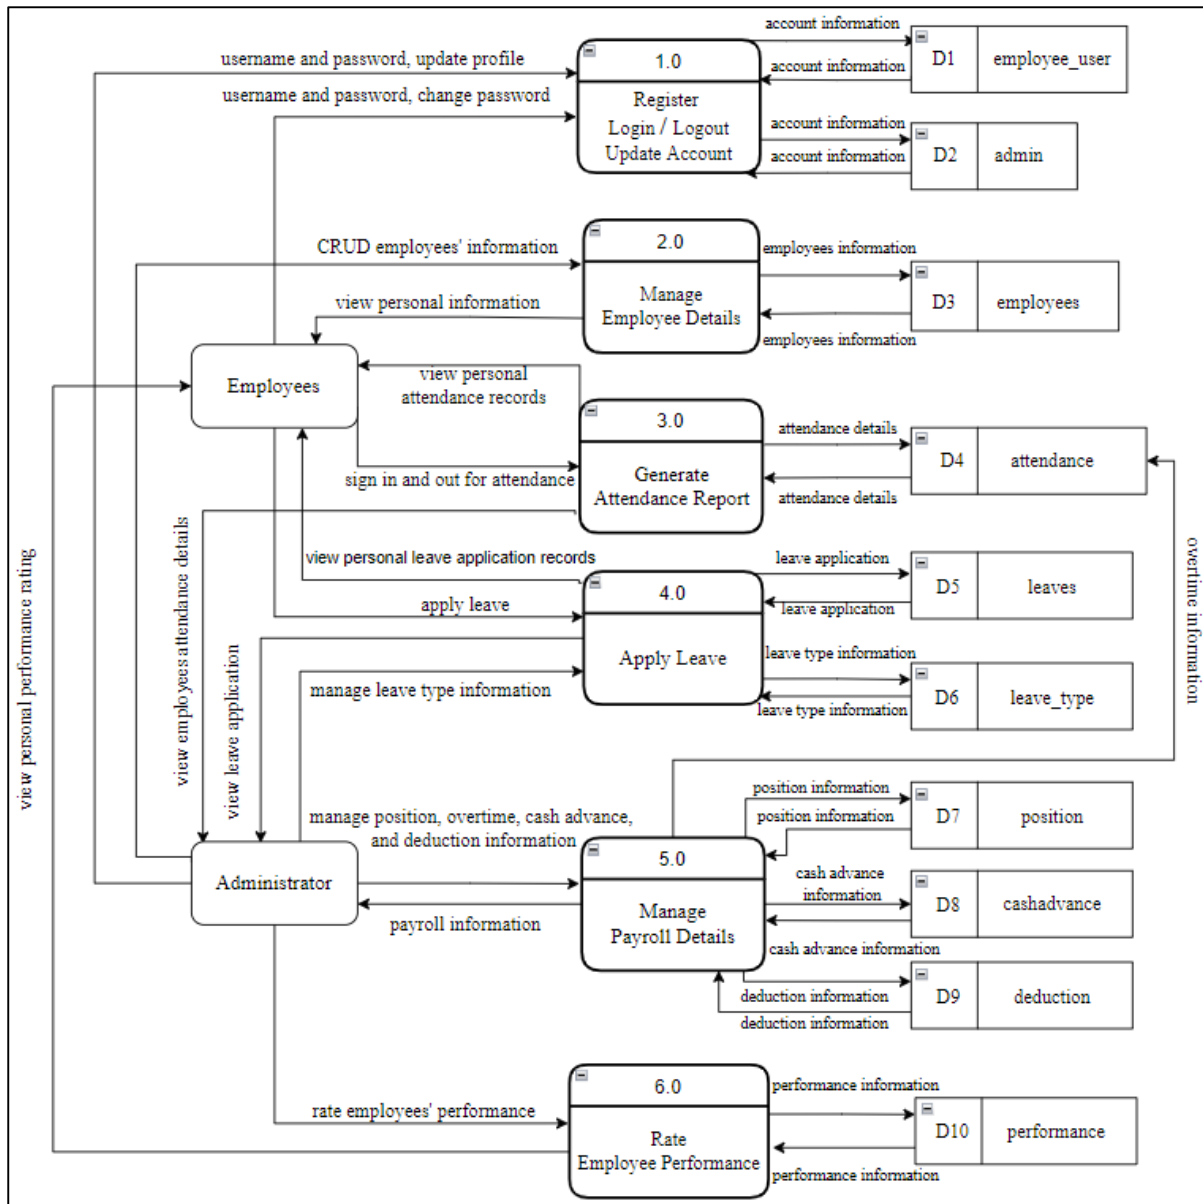 account information
1.0
D1
employee_user
username and password, update profile
account information
username and password, change password
Register
Login / Logout
Update Account
account information
account information
D2
admin
2.0
CRUD employees' information
employees information
view personal information
Manage
Employee Details
D3
employees
employees information
Employees
view personal
attendance records
3.0
attendance details
D4
attendance
Generate
Attendance Report
sign in and out for attendance
attendance details
view personal leave application records
leave application
4.0
D5
leaves
apply leave
leave application
Apply Leave
leave type information
manage leave type information
D6
leave_type
leave type information
view personal performance rating
view employees attendance details
view leave application
overtime information
position information
position information
D7
position
manage position, overtime, cash advance,
and deduction information
5.0
cash advance
information
Administrator
D8
cashadvance
payroll information
Manage
Payroll Details
cash advance information
deduction information
D9
deduction
deduction information
6.0
performance information
rate employees' performance
D10
performance
Rate
Employee Performance
performance information